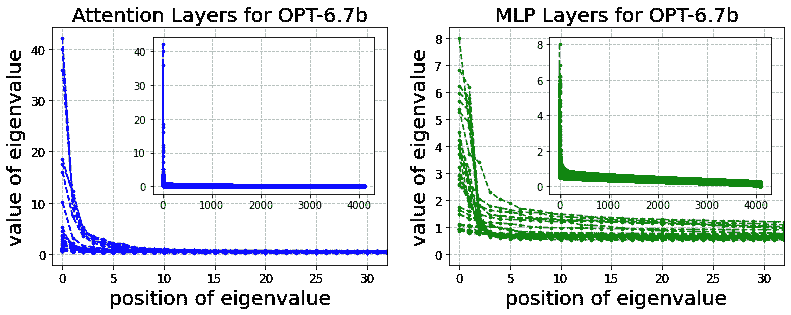 Attention Layers for OPT-6.7b
value of eigenvalue
40
30
20
10
0
40
30
20
10
0
0 1000 2000 3000 4000
0 5 10 15 20 25 30
position of eigenvalue
MLP Layers for OPT-6.7b
value of eigenvalue
8
7
6
5
4
3
2
1
0
8
6
4
2
0
0 1000 2000 3000 4000
0 5 10 15 20 25 30
position of eigenvalue